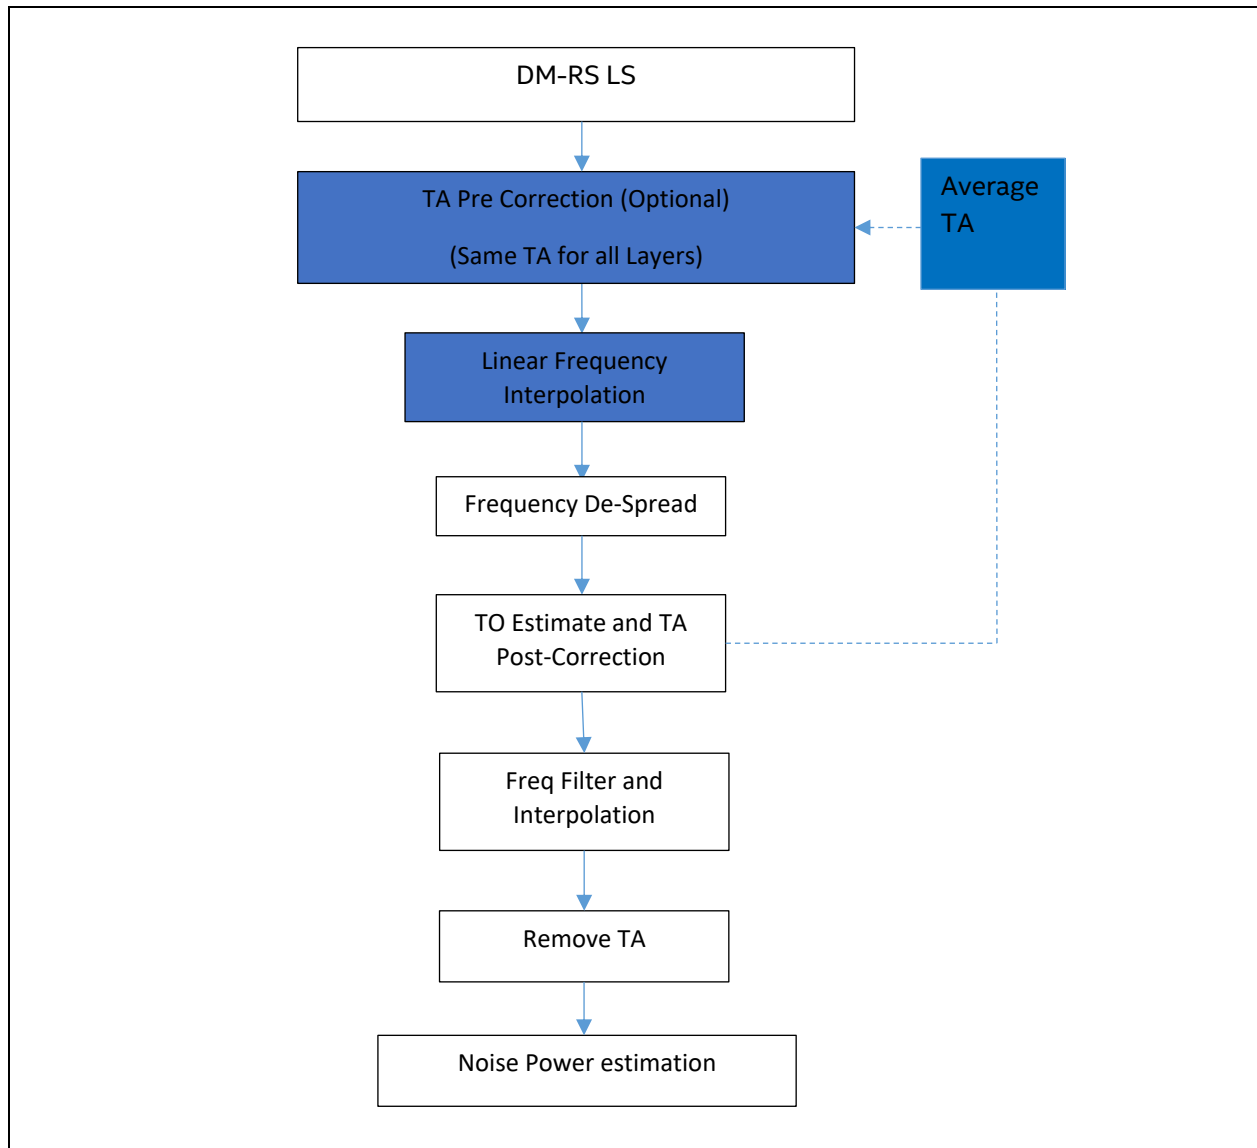 DM-RS LS
TA Pre Correction (Optional)
(Same TA for all Layers)
Average
TA
Linear Frequency
Interpolation
Frequency De-Spread
TO Estimate and TA
Post-Correction
Freq Filter and
Interpolation
Remove TA
Noise Power estimation